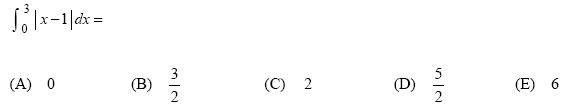 ∫₀³ |x−1| dx =
(A) 0 (B) 3/2 (C) 2 (D) 5/2 (E) 6